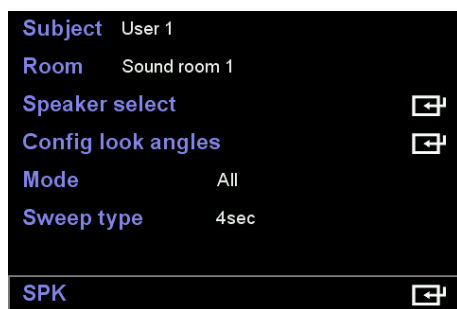 Subject User 1
Room Sound room 1
Speaker select
Config look angles
Mode All
Sweep type 4sec
SPK